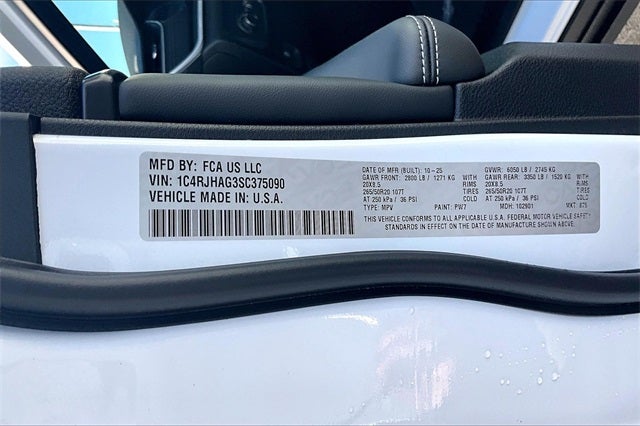 MFD BY: FCA US LLC
VIN: 1C4RJHAG3SC375090
VEHICLE MADE IN: U.S.A.
DATE OF MFR (BUILT): 10-25 GVWR: 6050 LB / 2745 KG
GAWR FRONT: 2800 LB / 1271 KG GAWR REAR: 3350 LB / 1520 KG
20X8.5 RIMS 20X8.5 RIMS
265/50R20 107T TIRES 265/50R20 107T TIRES
AT 250 kPa / 36 PSI COLD AT 250 kPa / 36 PSI COLD
TYPE: MPV PAINT: PW7 MDH: 102901 MKT: 875
THIS VEHICLE CONFORMS TO ALL APPLICABLE U.S.A. FEDERAL MOTOR VEHICLE SAFETY
STANDARDS IN EFFECT ON THE DATE OF MANUFACTURE SHOWN ABOVE.